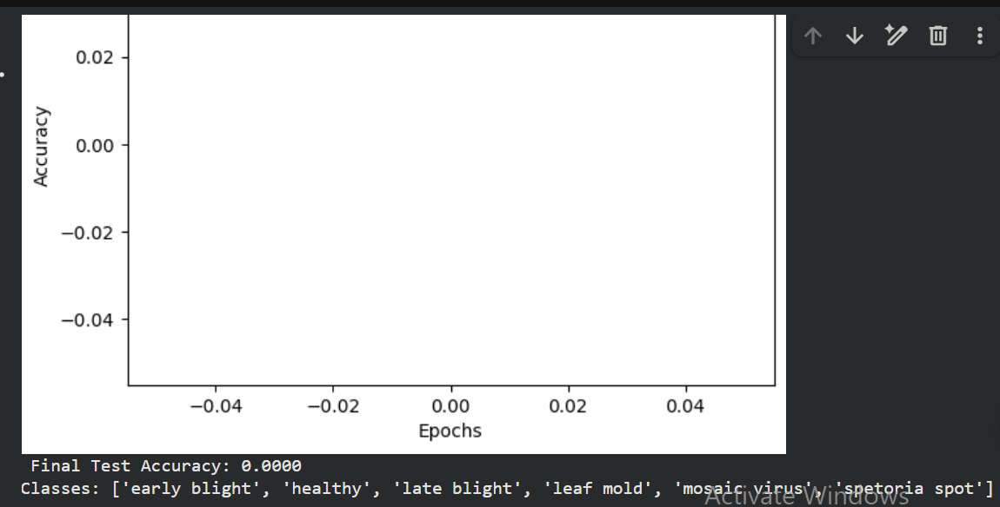 0.02
0.00
−0.02
−0.04
Accuracy
−0.04 −0.02 0.00 0.02 0.04
Epochs
Final Test Accuracy: 0.0000
Classes: ['early blight', 'healthy', 'late blight', 'leaf mold', 'mosaic virus', 'spetoria spot']
Activate Windows